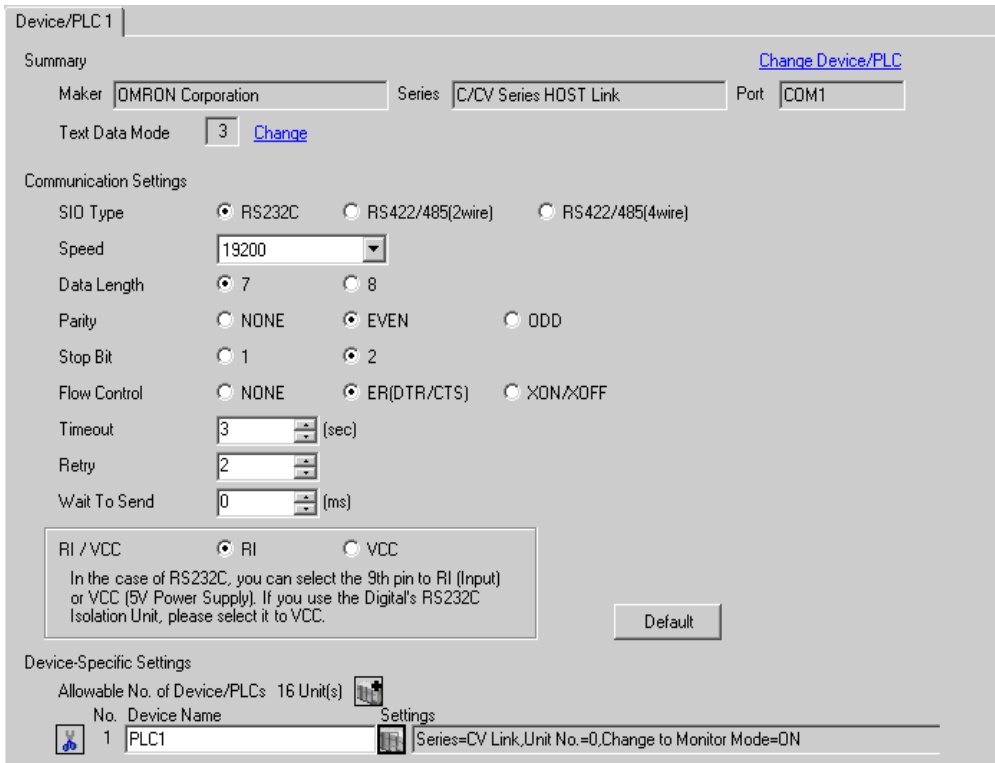 Device/PLC 1
Summary Change Device/PLC
Maker OMRON Corporation Series C/CV Series HOST Link Port COM1
Text Data Mode 3 Change
Communication Settings
SIO Type RS232C RS422/485(2wire) RS422/485(4wire)
Speed 19200
Data Length 7 8
Parity NONE EVEN ODD
Stop Bit 1 2
Flow Control NONE ER(DTR/CTS) XON/XOFF
Timeout 3 (sec)
Retry 2
Wait To Send 0 (ms)
RI / VCC RI VCC
In the case of RS232C, you can select the 9th pin to RI (Input)
or VCC (5V Power Supply). If you use the Digital's RS232C
Isolation Unit, please select it to VCC.
Default
Device-Specific Settings
Allowable No. of Device/PLCs 16 Unit(s)
No. Device Name Settings
1 PLC1 Series=CV Link,Unit No.=0,Change to Monitor Mode=ON